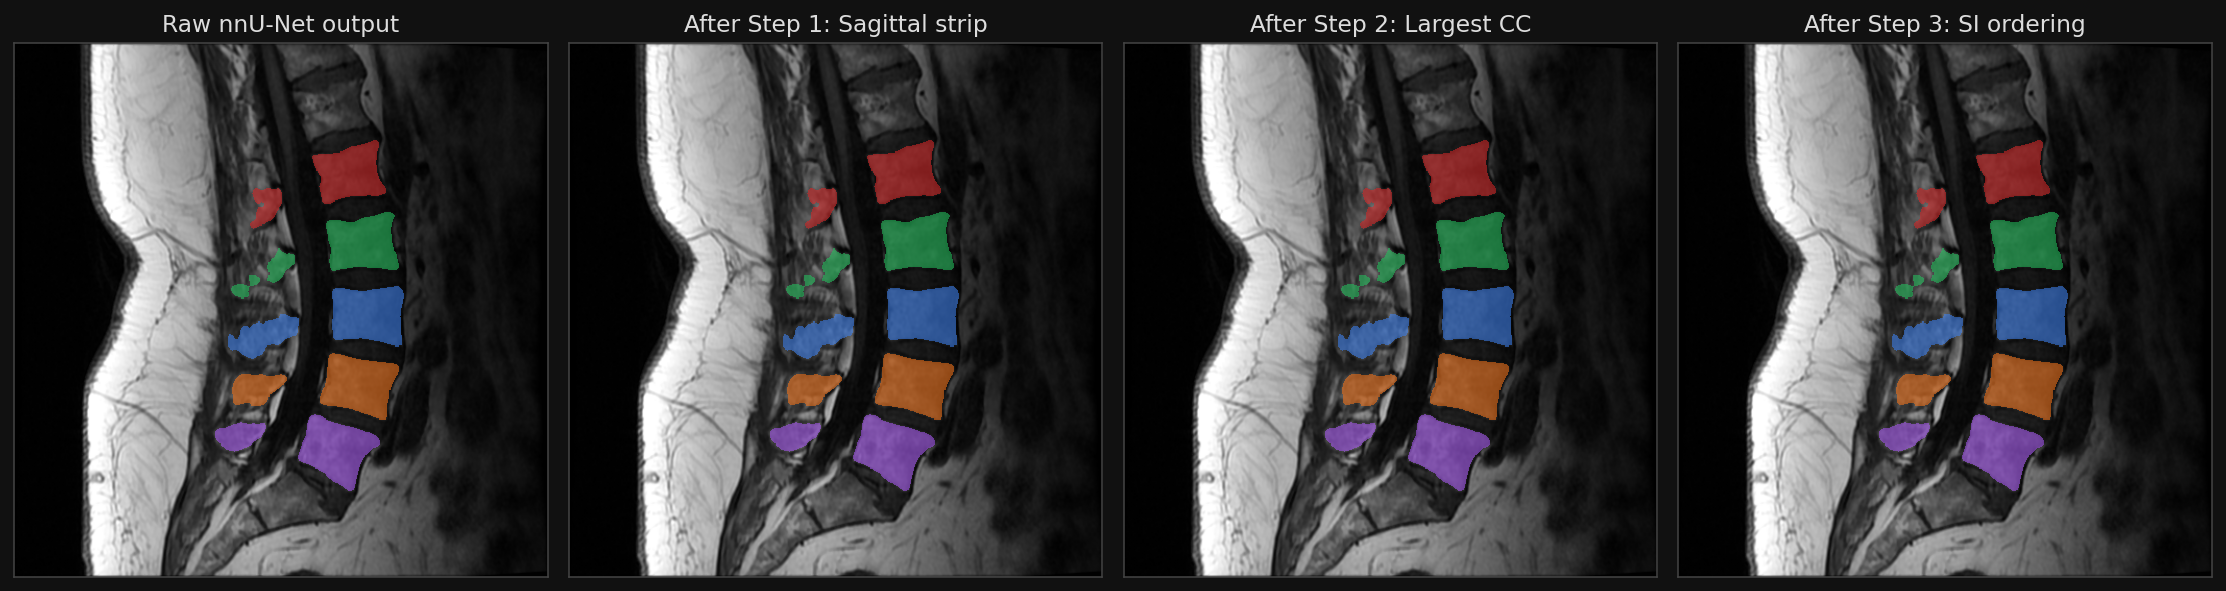 Raw nnU-Net output
After Step 1: Sagittal strip
After Step 2: Largest CC
After Step 3: SI ordering